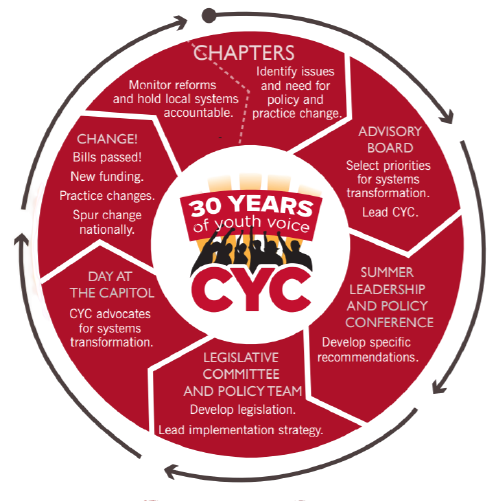 CHAPTERS
Identify issues
and need for
policy and
practice change.
ADVISORY
BOARD
Select priorities
for systems
transformation.
Lead CYC.
SUMMER
LEADERSHIP
AND POLICY
CONFERENCE
Develop specific
recommendations.
LEGISLATIVE
COMMITTEE
AND POLICY TEAM
Develop legislation.
Lead implementation strategy.
DAY AT
THE CAPITOL
CYC advocates
for systems
transformation.
CHANGE!
Bills passed!
New funding.
Practice changes.
Spur change
nationally.
Monitor reforms
and hold local systems
accountable.
30 YEARS
of youth voice
CYC